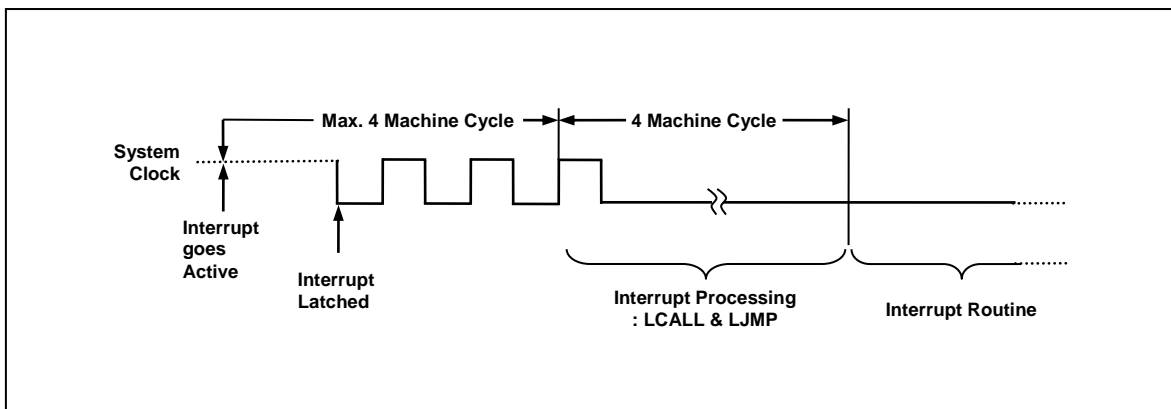 Max. 4 Machine Cycle
4 Machine Cycle
System
Clock
Interrupt
goes
Active
Interrupt
Latched
Interrupt Processing
: LCALL & LJMP
Interrupt Routine